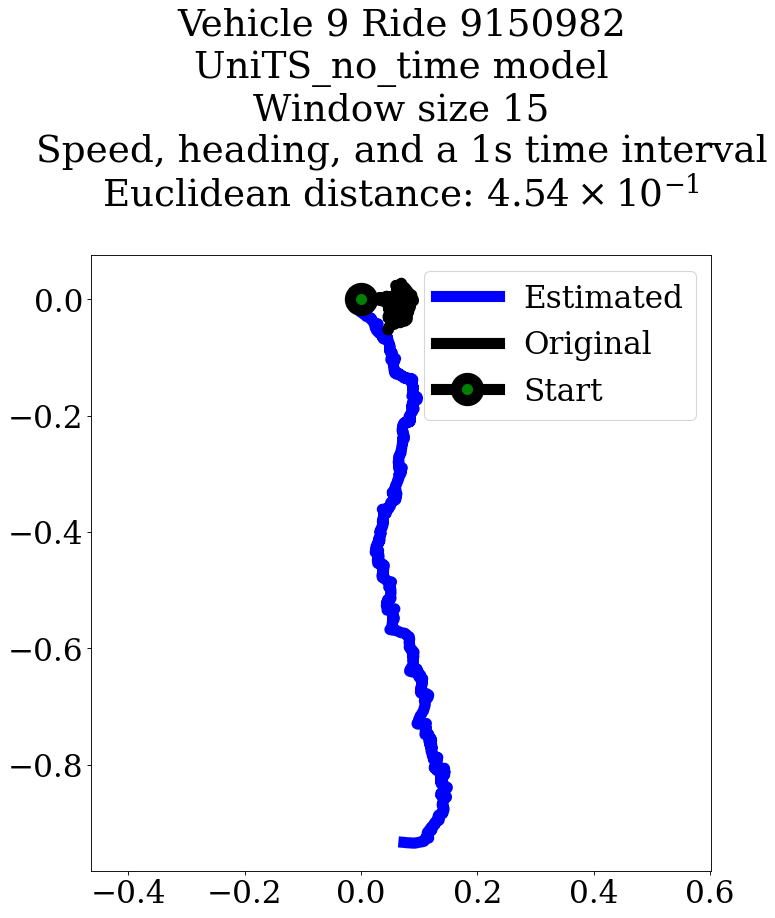 Vehicle 9 Ride 9150982
UniTS_no_time model
Window size 15
Speed, heading, and a 1s time interval
Euclidean distance: 4.54 × 10⁻¹
Estimated
Original
Start
0.0
−0.2
−0.4
−0.6
−0.8
−0.4 −0.2 0.0 0.2 0.4 0.6